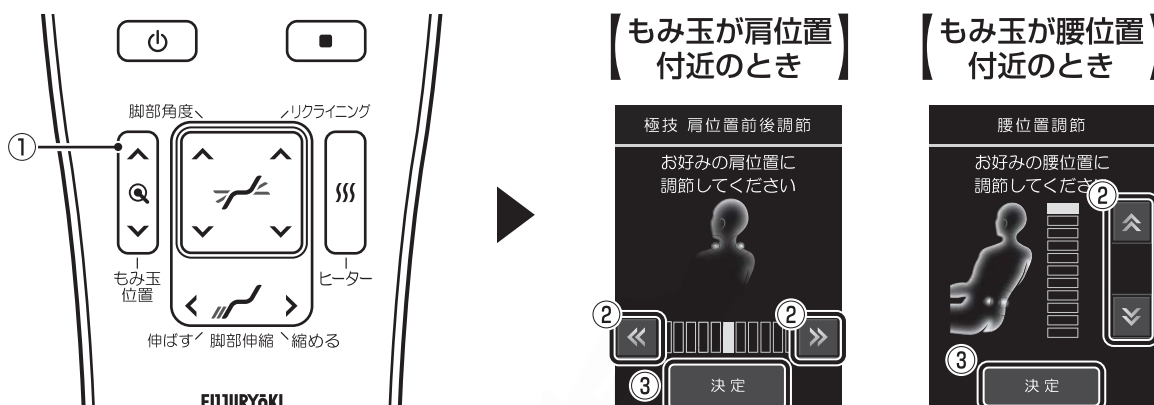 脚部角度
リクライニング
①
もみ玉
位置
ヒーター
伸ばす
脚部伸縮
縮める
FUJIIRYOKI
もみ玉が肩位置
付近のとき
極技 肩位置前後調節
お好みの肩位置に
調節してください
②
②
③
決定
もみ玉が腰位置
付近のとき
腰位置調節
お好みの腰位置に
調節してください
②
③
決定